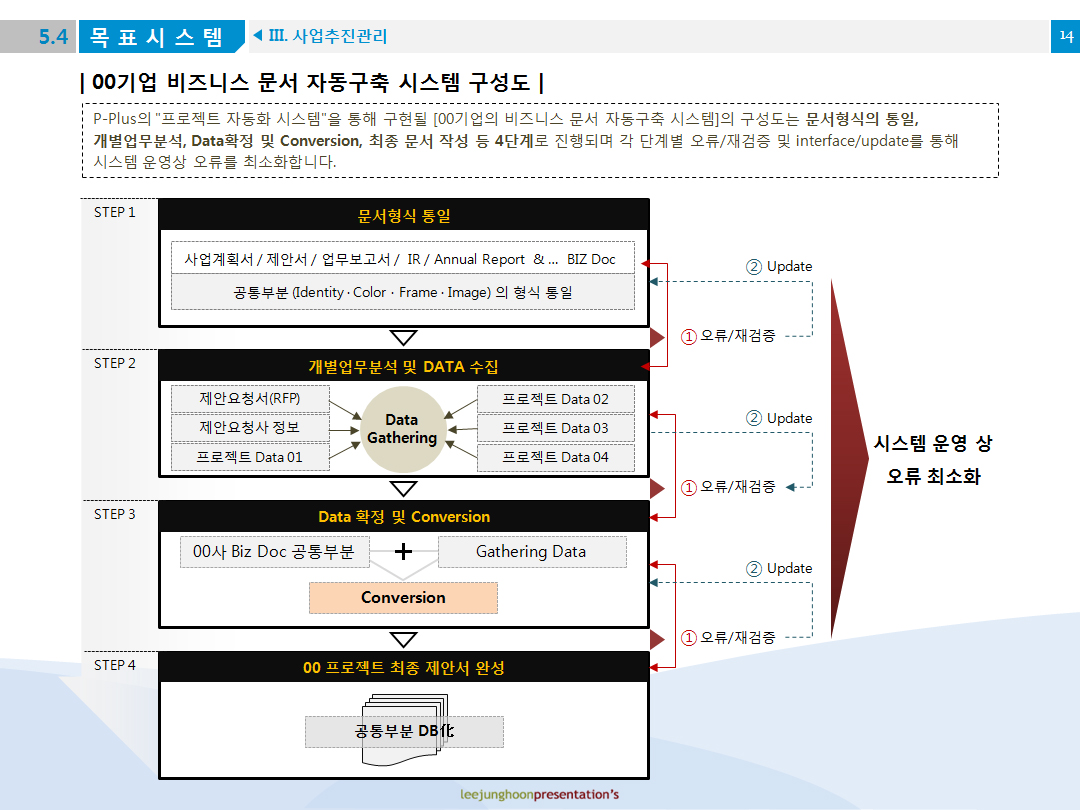 5.4 목 표 시 스 템 ◀ III. 사업추진관리 14
| 00기업 비즈니스 문서 자동구축 시스템 구성도 |
P-Plus의 "프로젝트 자동화 시스템"을 통해 구현될 [00기업의 비즈니스 문서 자동구축 시스템]의 구성도는 문서형식의 통일,
개별업무분석, Data확정 및 Conversion, 최종 문서 작성 등 4단계로 진행되며 각 단계별 오류/재검증 및 interface/update를 통해
시스템 운영상 오류를 최소화합니다.
STEP 1
문서형식 통일
사업계획서 / 제안서 / 업무보고서 / IR / Annual Report & ... BIZ Doc
공통부분 (Identity · Color · Frame · Image) 의 형식 통일
② Update
① 오류/재검증
STEP 2
개별업무분석 및 DATA 수집
제안요청서(RFP)
제안요청사 정보
프로젝트 Data 01
Data
Gathering
프로젝트 Data 02
프로젝트 Data 03
프로젝트 Data 04
② Update
① 오류/재검증
시스템 운영 상
오류 최소화
STEP 3
Data 확정 및 Conversion
00사 Biz Doc 공통부분 + Gathering Data
Conversion
② Update
① 오류/재검증
STEP 4
00 프로젝트 최종 제안서 완성
공통부분 DB化
leejunghoonpresentation's